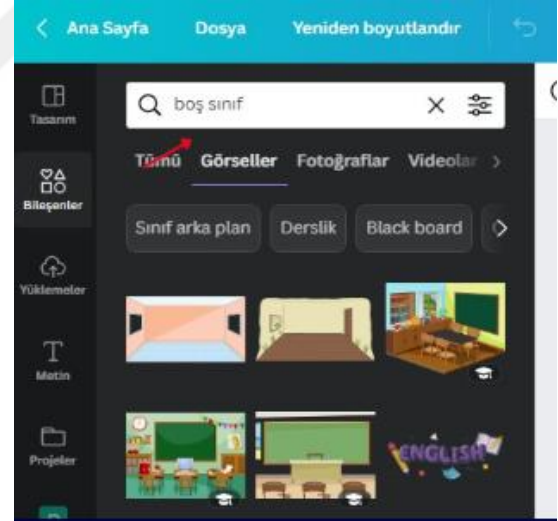 Ana Sayfa Dosya Yeniden boyutlandır
boş sınıf
Tasarım
Tümü Görseller Fotoğraflar Videolar
Bileşenler
Sınıf arka plan Derslik Black board
Yüklemeler
Metin
Projeler
ENGLISH